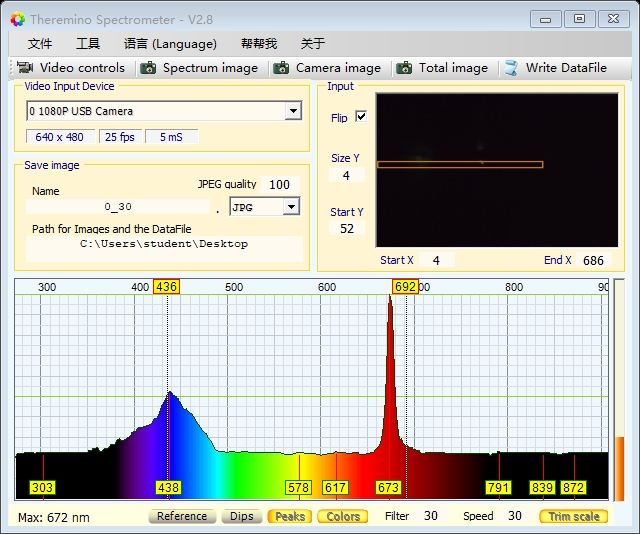 Theremino Spectrometer - V2.8
文件 工具 语言 (Language) 帮帮我 关于
Video controls Spectrum image Camera image Total image Write DataFile
Video Input Device
0 1080P USB Camera
640 x 480 25 fps 5 mS
Save image
Name JPEG quality 100
0_30 . JPG
Path for Images and the DataFile
C:\Users\student\Desktop
Input
Flip
Size Y
4
Start Y
52
Start X 4 End X 686
300 400 436 500 600 692 700 800 90
303 438 578 617 673 791 839 872
Max: 672 nm Reference Dips Peaks Colors Filter 30 Speed 30 Trim scale